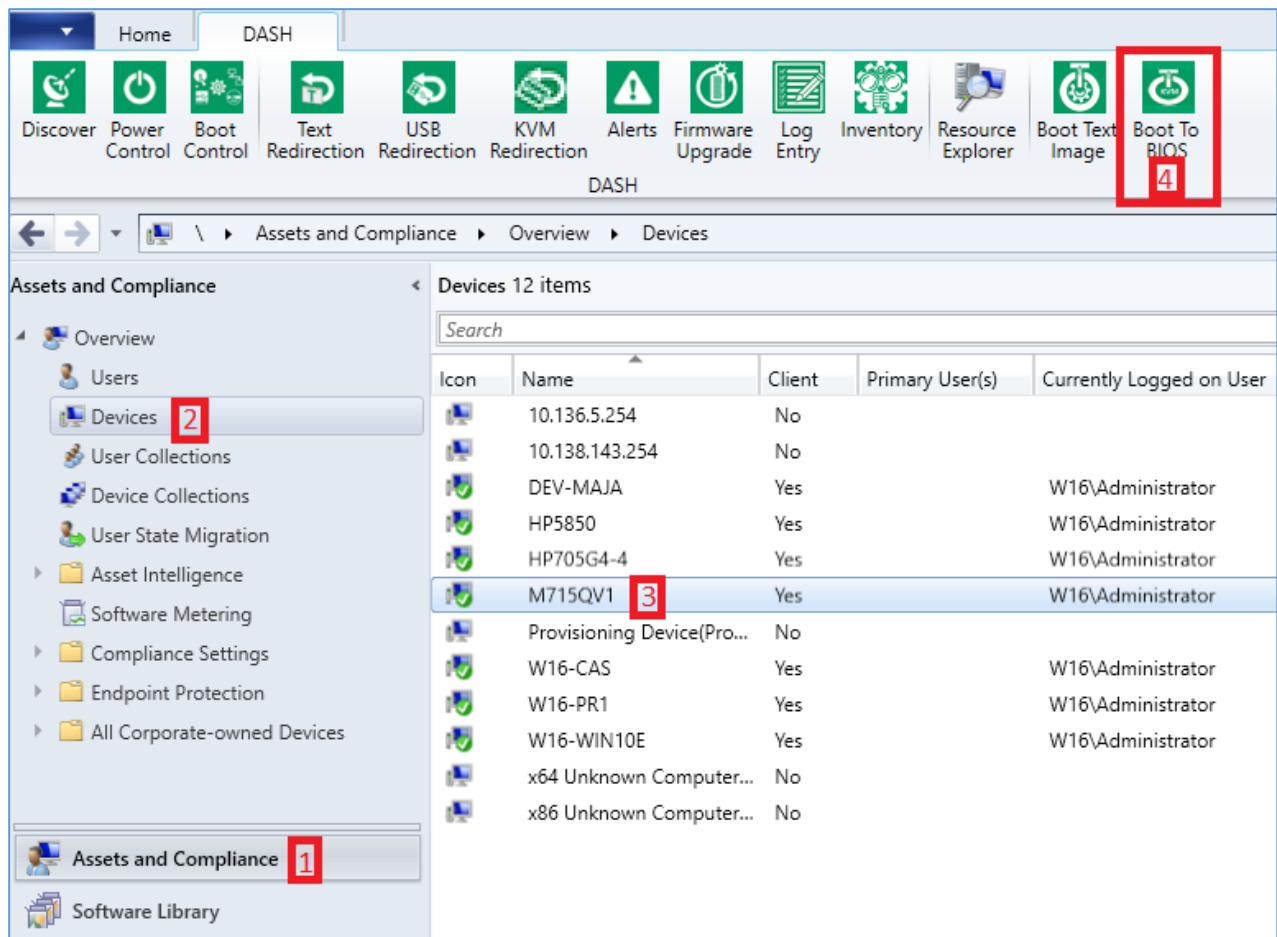 Home DASH
Discover Power Control Boot Control Text Redirection USB Redirection KVM Redirection Alerts Firmware Upgrade Log Entry Inventory Resource Explorer Boot Text Image Boot To BIOS
4
DASH
\ Assets and Compliance Overview Devices
Assets and Compliance
Overview
Users
Devices 2
User Collections
Device Collections
User State Migration
Asset Intelligence
Software Metering
Compliance Settings
Endpoint Protection
All Corporate-owned Devices
Assets and Compliance 1
Software Library
Devices 12 items
Search
Icon Name Client Primary User(s) Currently Logged on User
10.136.5.254 No
10.138.143.254 No
DEV-MAJA Yes W16\Administrator
HP5850 Yes W16\Administrator
HP705G4-4 Yes W16\Administrator
M715QV1 3 Yes W16\Administrator
Provisioning Device(Pro... No
W16-CAS Yes W16\Administrator
W16-PR1 Yes W16\Administrator
W16-WIN10E Yes W16\Administrator
x64 Unknown Computer... No
x86 Unknown Computer... No